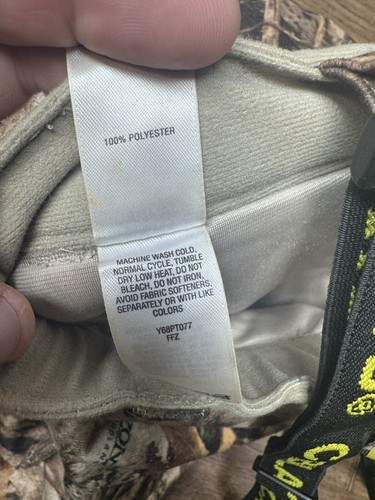 100% POLYESTER
MACHINE WASH COLD,
NORMAL CYCLE, TUMBLE
DRY LOW HEAT, DO NOT
BLEACH, DO NOT IRON,
AVOID FABRIC SOFTENERS,
SEPARATELY OR WITH LIKE
COLORS
Y68PT077
FFZ